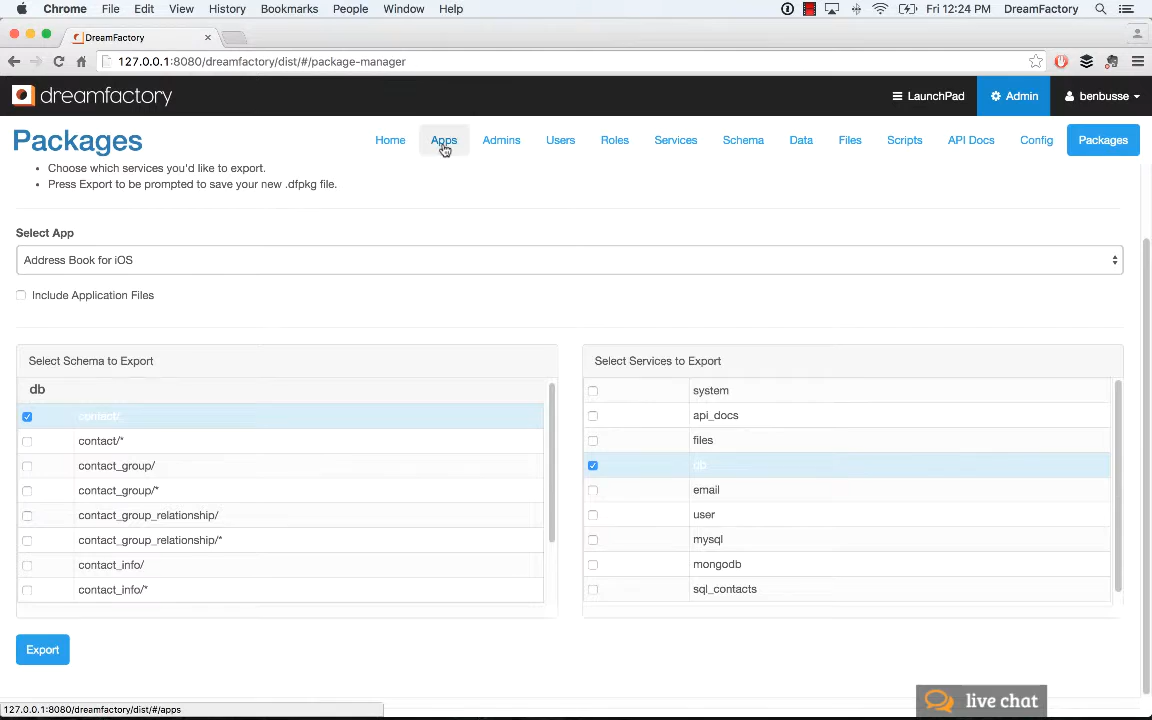 Chrome File Edit View History Bookmarks People Window Help Fri 12:24 PM DreamFactory
DreamFactory
127.0.0.1:8080/dreamfactory/dist/#/package-manager
dreamfactory LaunchPad Admin benbusse
Packages Home Apps Admins Users Roles Services Schema Data Files Scripts API Docs Config Packages
Choose which services you'd like to export.
Press Export to be prompted to save your new .dfpkg file.
Select App
Address Book for iOS
Include Application Files
Select Schema to Export
db
contact/
contact/*
contact_group/
contact_group/*
contact_group_relationship/
contact_group_relationship/*
contact_info/
contact_info/*
Select Services to Export
system
api_docs
files
db
email
user
mysql
mongodb
sql_contacts
Export
live chat
127.0.0.1:8080/dreamfactory/dist/#/apps